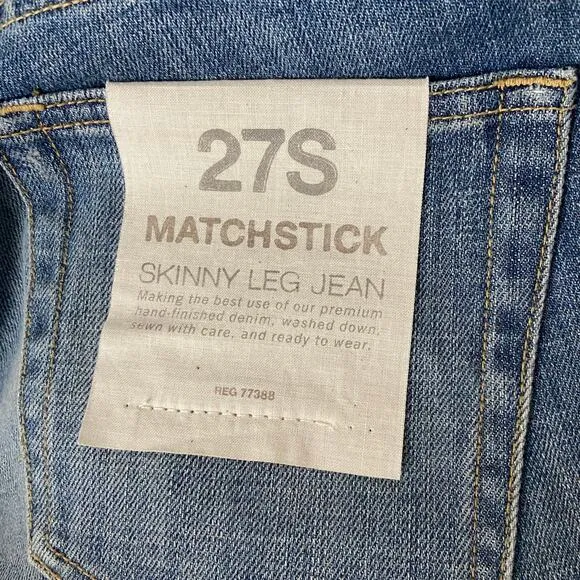 27S
MATCHSTICK
SKINNY LEG JEAN
Making the best use of our premium
hand-finished denim, washed down,
sewn with care, and ready to wear.
REG 77388